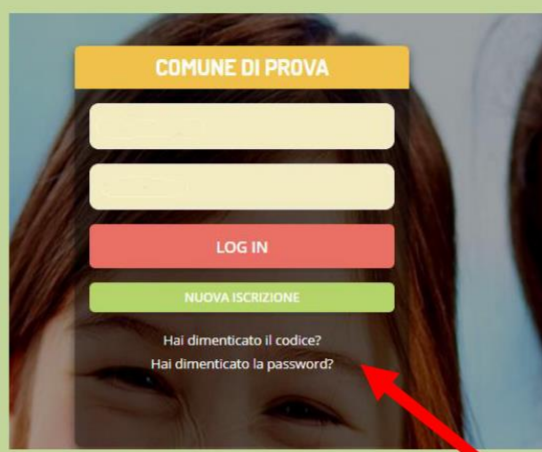 COMUNE DI PROVA
LOG IN
NUOVA ISCRIZIONE
Hai dimenticato il codice?
Hai dimenticato la password?